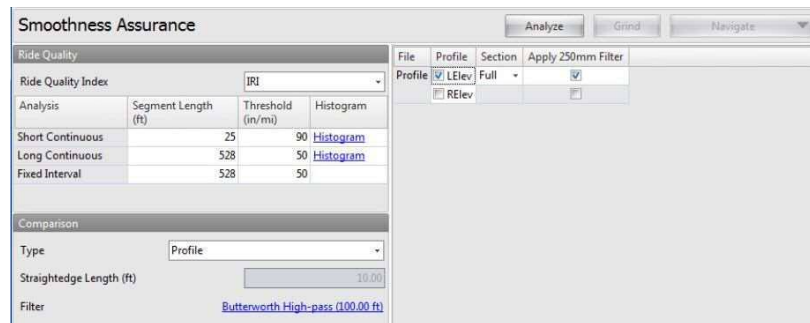 Smoothness Assurance
Analyze Grind Navigate
Ride Quality
Ride Quality Index IRI
Analysis Segment Length (ft) Threshold (in/mi) Histogram
Short Continuous 25 90 Histogram
Long Continuous 528 50 Histogram
Fixed Interval 528 50
Comparison
Type Profile
Straightedge Length (ft) 10.00
Filter Butterworth High-pass (100.00 ft)
File Profile Section Apply 250mm Filter
Profile LElev Full
RElev